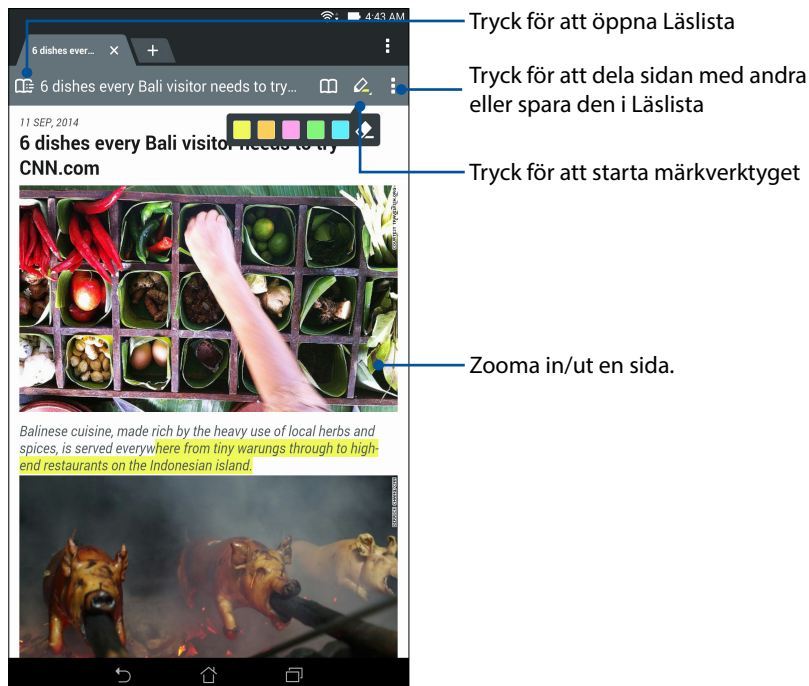 4:43 AM
Tryck för att öppna Läslista
6 dishes ever...
6 dishes every Bali visitor needs to try...
Tryck för att dela sidan med andra
eller spara den i Läslista
11 SEP, 2014
6 dishes every Bali visitor needs to try
CNN.com
Tryck för att starta märkverktyget
Zooma in/ut en sida.
Balinese cuisine, made rich by the heavy use of local herbs and
spices, is served everywhere from tiny warungs through to high-
end restaurants on the Indonesian island.